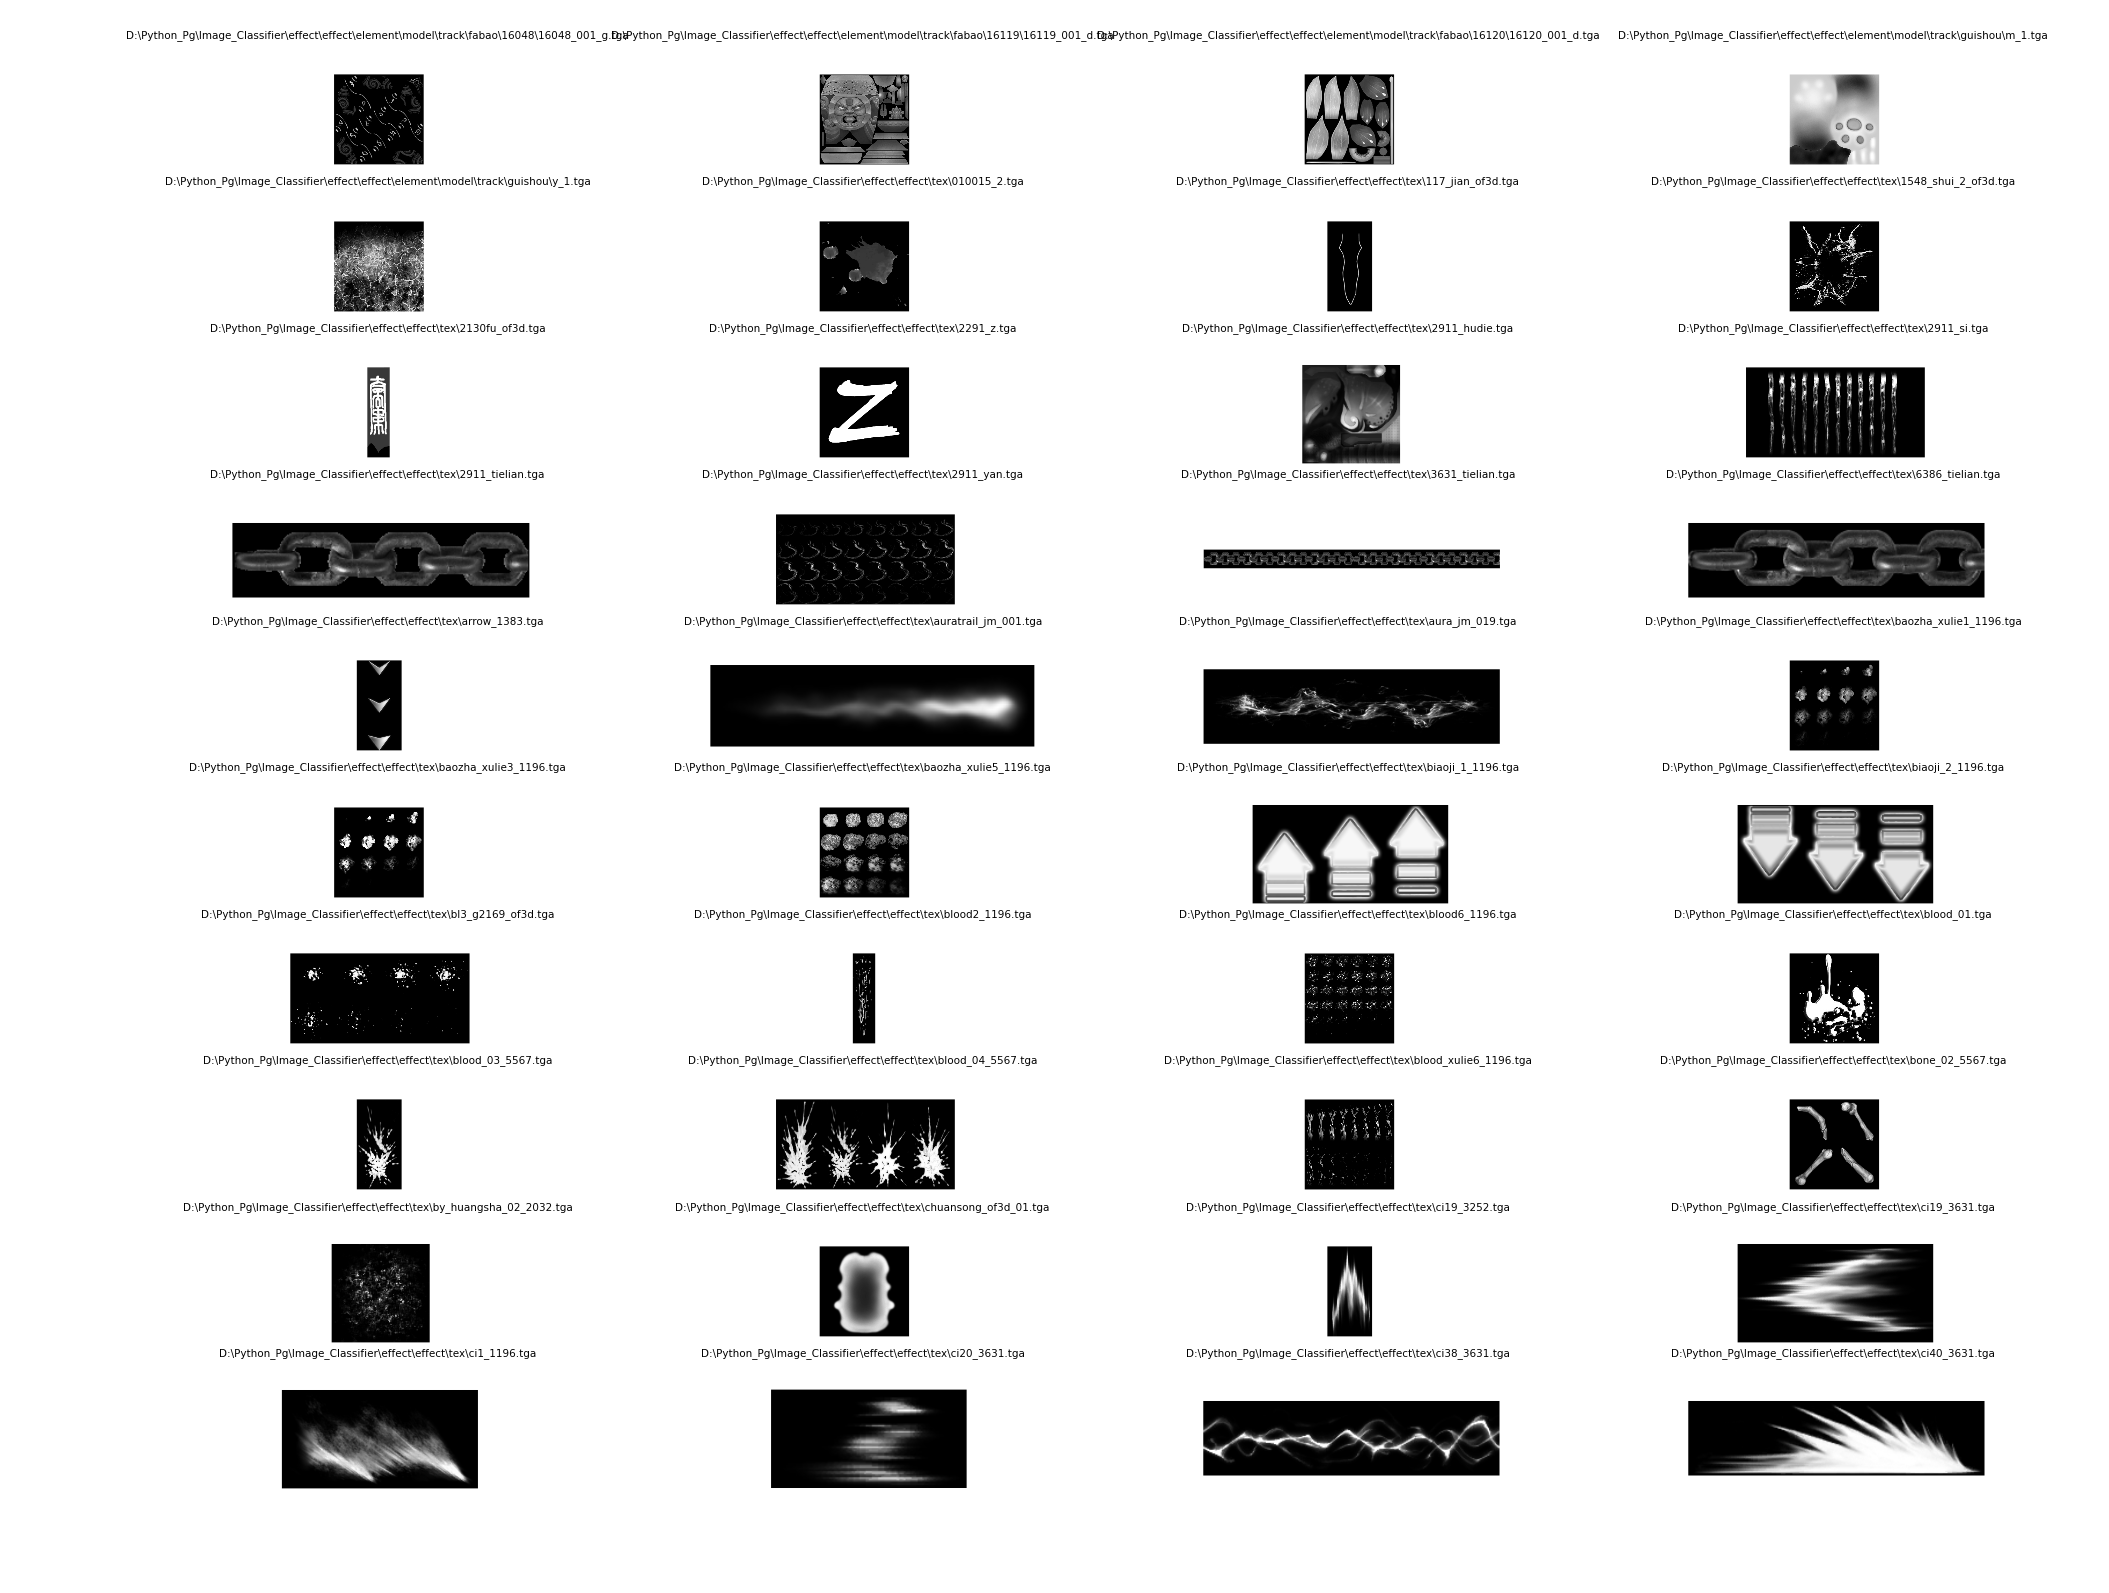 D:\Python_Pg\Image_Classifier\effect\effect\element\model\track\fabao\16048\16048_001_g.tga
D:\Python_Pg\Image_Classifier\effect\effect\element\model\track\fabao\16119\16119_001_d.tga
D:\Python_Pg\Image_Classifier\effect\effect\element\model\track\fabao\16120\16120_001_d.tga
D:\Python_Pg\Image_Classifier\effect\effect\element\model\track\guishou\m_1.tga
D:\Python_Pg\Image_Classifier\effect\effect\element\model\track\guishou\y_1.tga
D:\Python_Pg\Image_Classifier\effect\effect\tex\010015_2.tga
D:\Python_Pg\Image_Classifier\effect\effect\tex\117_jian_of3d.tga
D:\Python_Pg\Image_Classifier\effect\effect\tex\1548_shui_2_of3d.tga
D:\Python_Pg\Image_Classifier\effect\effect\tex\2130fu_of3d.tga
D:\Python_Pg\Image_Classifier\effect\effect\tex\2291_z.tga
D:\Python_Pg\Image_Classifier\effect\effect\tex\2911_hudie.tga
D:\Python_Pg\Image_Classifier\effect\effect\tex\2911_si.tga
Z
D:\Python_Pg\Image_Classifier\effect\effect\tex\2911_tielian.tga
D:\Python_Pg\Image_Classifier\effect\effect\tex\2911_yan.tga
D:\Python_Pg\Image_Classifier\effect\effect\tex\3631_tielian.tga
D:\Python_Pg\Image_Classifier\effect\effect\tex\6386_tielian.tga
D:\Python_Pg\Image_Classifier\effect\effect\tex\arrow_1383.tga
D:\Python_Pg\Image_Classifier\effect\effect\tex\auratrail_jm_001.tga
D:\Python_Pg\Image_Classifier\effect\effect\tex\aura_jm_019.tga
D:\Python_Pg\Image_Classifier\effect\effect\tex\baozha_xulie1_1196.tga
D:\Python_Pg\Image_Classifier\effect\effect\tex\baozha_xulie3_1196.tga
D:\Python_Pg\Image_Classifier\effect\effect\tex\baozha_xulie5_1196.tga
D:\Python_Pg\Image_Classifier\effect\effect\tex\biaoji_1_1196.tga
D:\Python_Pg\Image_Classifier\effect\effect\tex\biaoji_2_1196.tga
D:\Python_Pg\Image_Classifier\effect\effect\tex\bl3_g2169_of3d.tga
D:\Python_Pg\Image_Classifier\effect\effect\tex\blood2_1196.tga
D:\Python_Pg\Image_Classifier\effect\effect\tex\blood6_1196.tga
D:\Python_Pg\Image_Classifier\effect\effect\tex\blood_01.tga
D:\Python_Pg\Image_Classifier\effect\effect\tex\blood_03_5567.tga
D:\Python_Pg\Image_Classifier\effect\effect\tex\blood_04_5567.tga
D:\Python_Pg\Image_Classifier\effect\effect\tex\blood_xulie6_1196.tga
D:\Python_Pg\Image_Classifier\effect\effect\tex\bone_02_5567.tga
D:\Python_Pg\Image_Classifier\effect\effect\tex\by_huangsha_02_2032.tga
D:\Python_Pg\Image_Classifier\effect\effect\tex\chuansong_of3d_01.tga
D:\Python_Pg\Image_Classifier\effect\effect\tex\ci19_3252.tga
D:\Python_Pg\Image_Classifier\effect\effect\tex\ci19_3631.tga
D:\Python_Pg\Image_Classifier\effect\effect\tex\ci1_1196.tga
D:\Python_Pg\Image_Classifier\effect\effect\tex\ci20_3631.tga
D:\Python_Pg\Image_Classifier\effect\effect\tex\ci38_3631.tga
D:\Python_Pg\Image_Classifier\effect\effect\tex\ci40_3631.tga